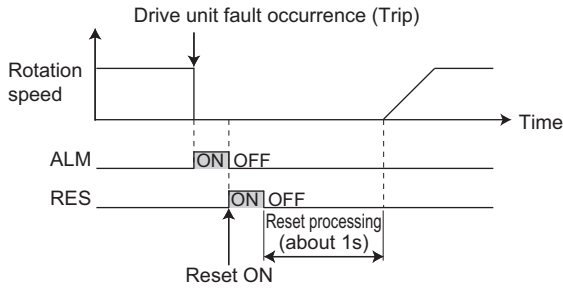 Drive unit fault occurrence (Trip)
Rotation
speed
Time
ALM
ON OFF
RES
ON OFF
Reset processing
(about 1s)
Reset ON